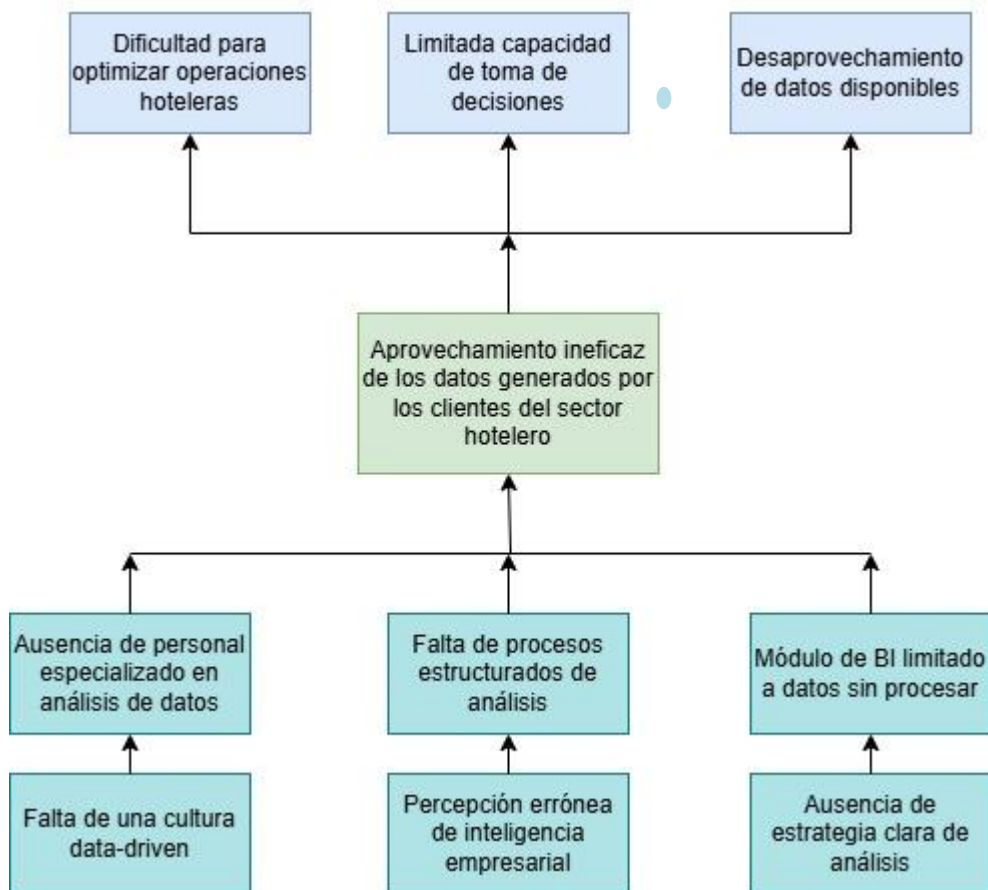 Dificultad para
optimizar operaciones
hoteleras
Limitada capacidad
de toma de
decisiones
Desaprovechamiento
de datos disponibles
Aprovechamiento ineficaz
de los datos generados por
los clientes del sector
hotelero
Ausencia de personal
especializado en
análisis de datos
Falta de procesos
estructurados de
análisis
Módulo de BI limitado
a datos sin procesar
Falta de una cultura
data-driven
Percepción errónea
de inteligencia
empresarial
Ausencia de
estrategia clara de
análisis